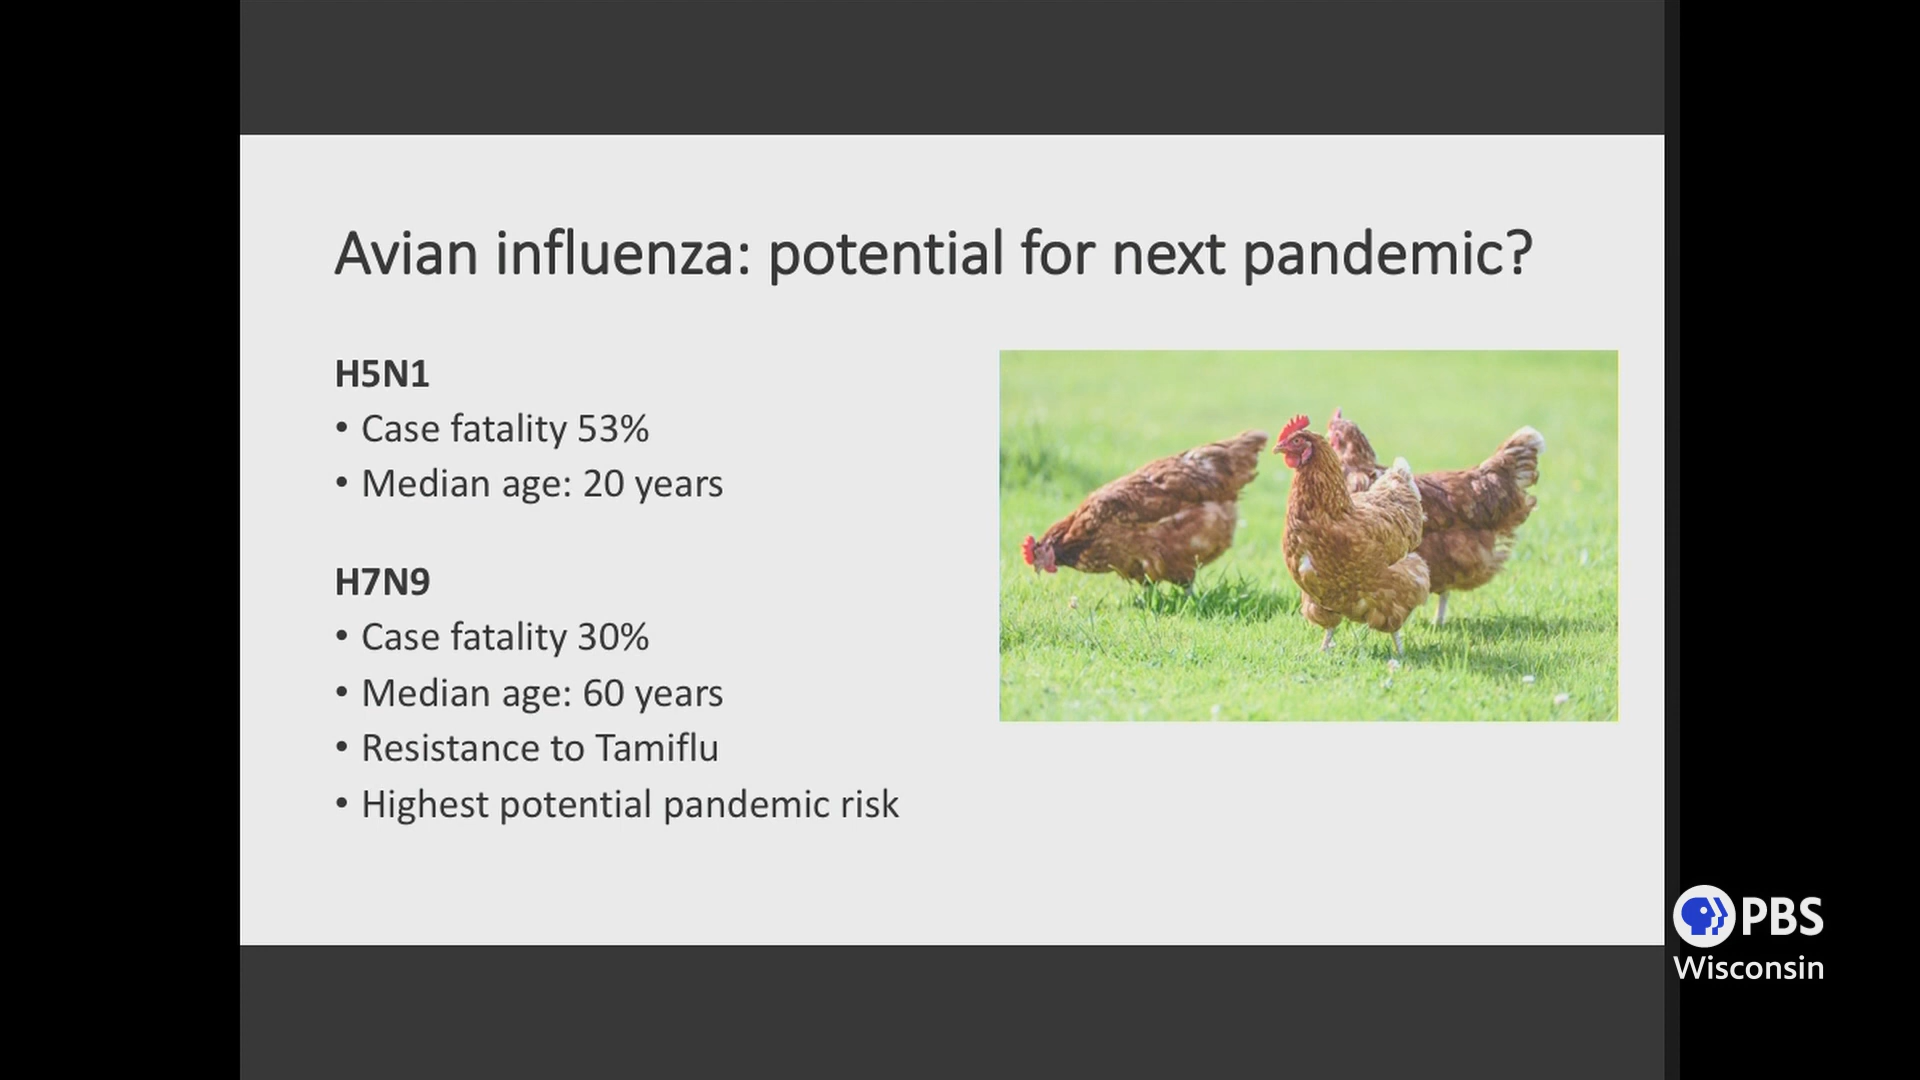 Avian influenza: potential for next pandemic?
H5N1
• Case fatality 53%
• Median age: 20 years
H7N9
• Case fatality 30%
• Median age: 60 years
• Resistance to Tamiflu
• Highest potential pandemic risk
PBS
Wisconsin